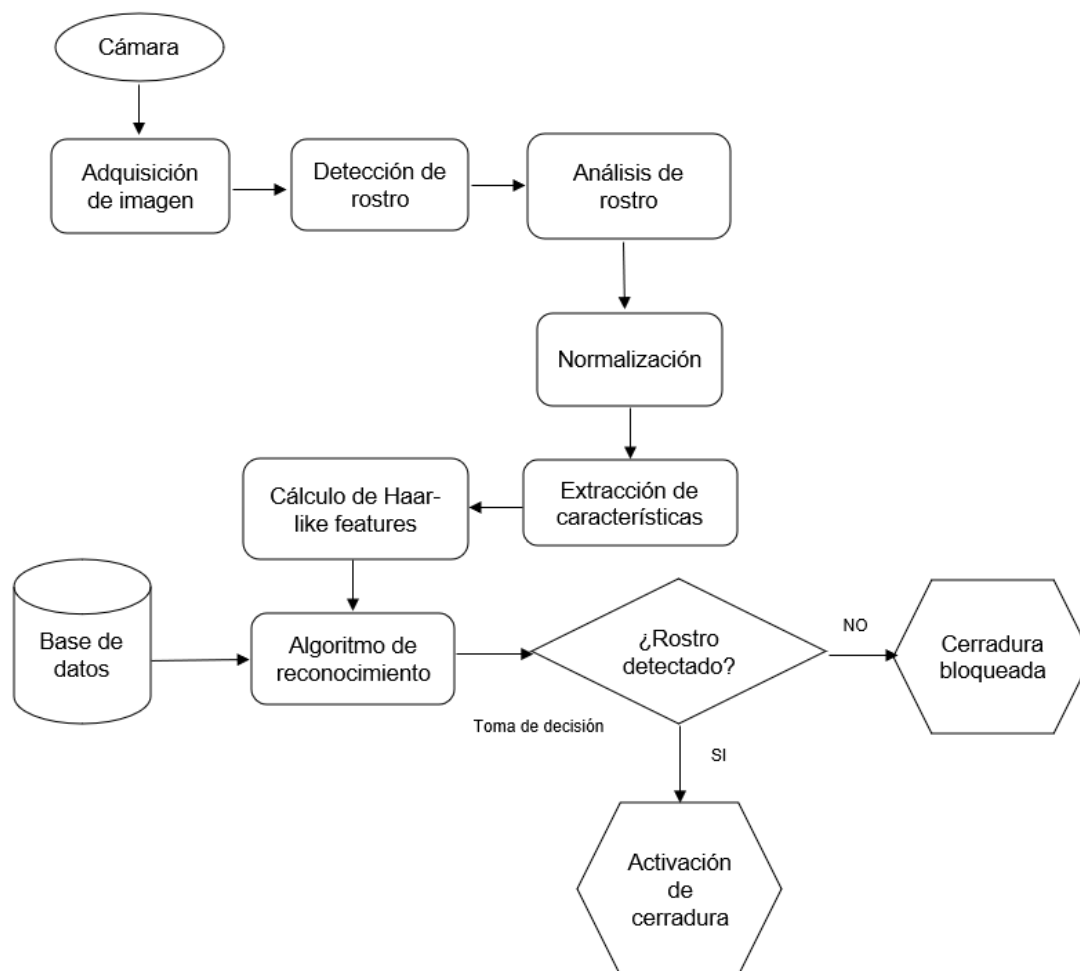 Cámara
Adquisición
de imagen
Detección de
rostro
Análisis de
rostro
Normalización
Extracción de
características
Cálculo de Haar-
like features
Base de
datos
Algoritmo de
reconocimiento
¿Rostro
detectado?
NO
Cerradura
bloqueada
Toma de decisión
SI
Activación
de
cerradura